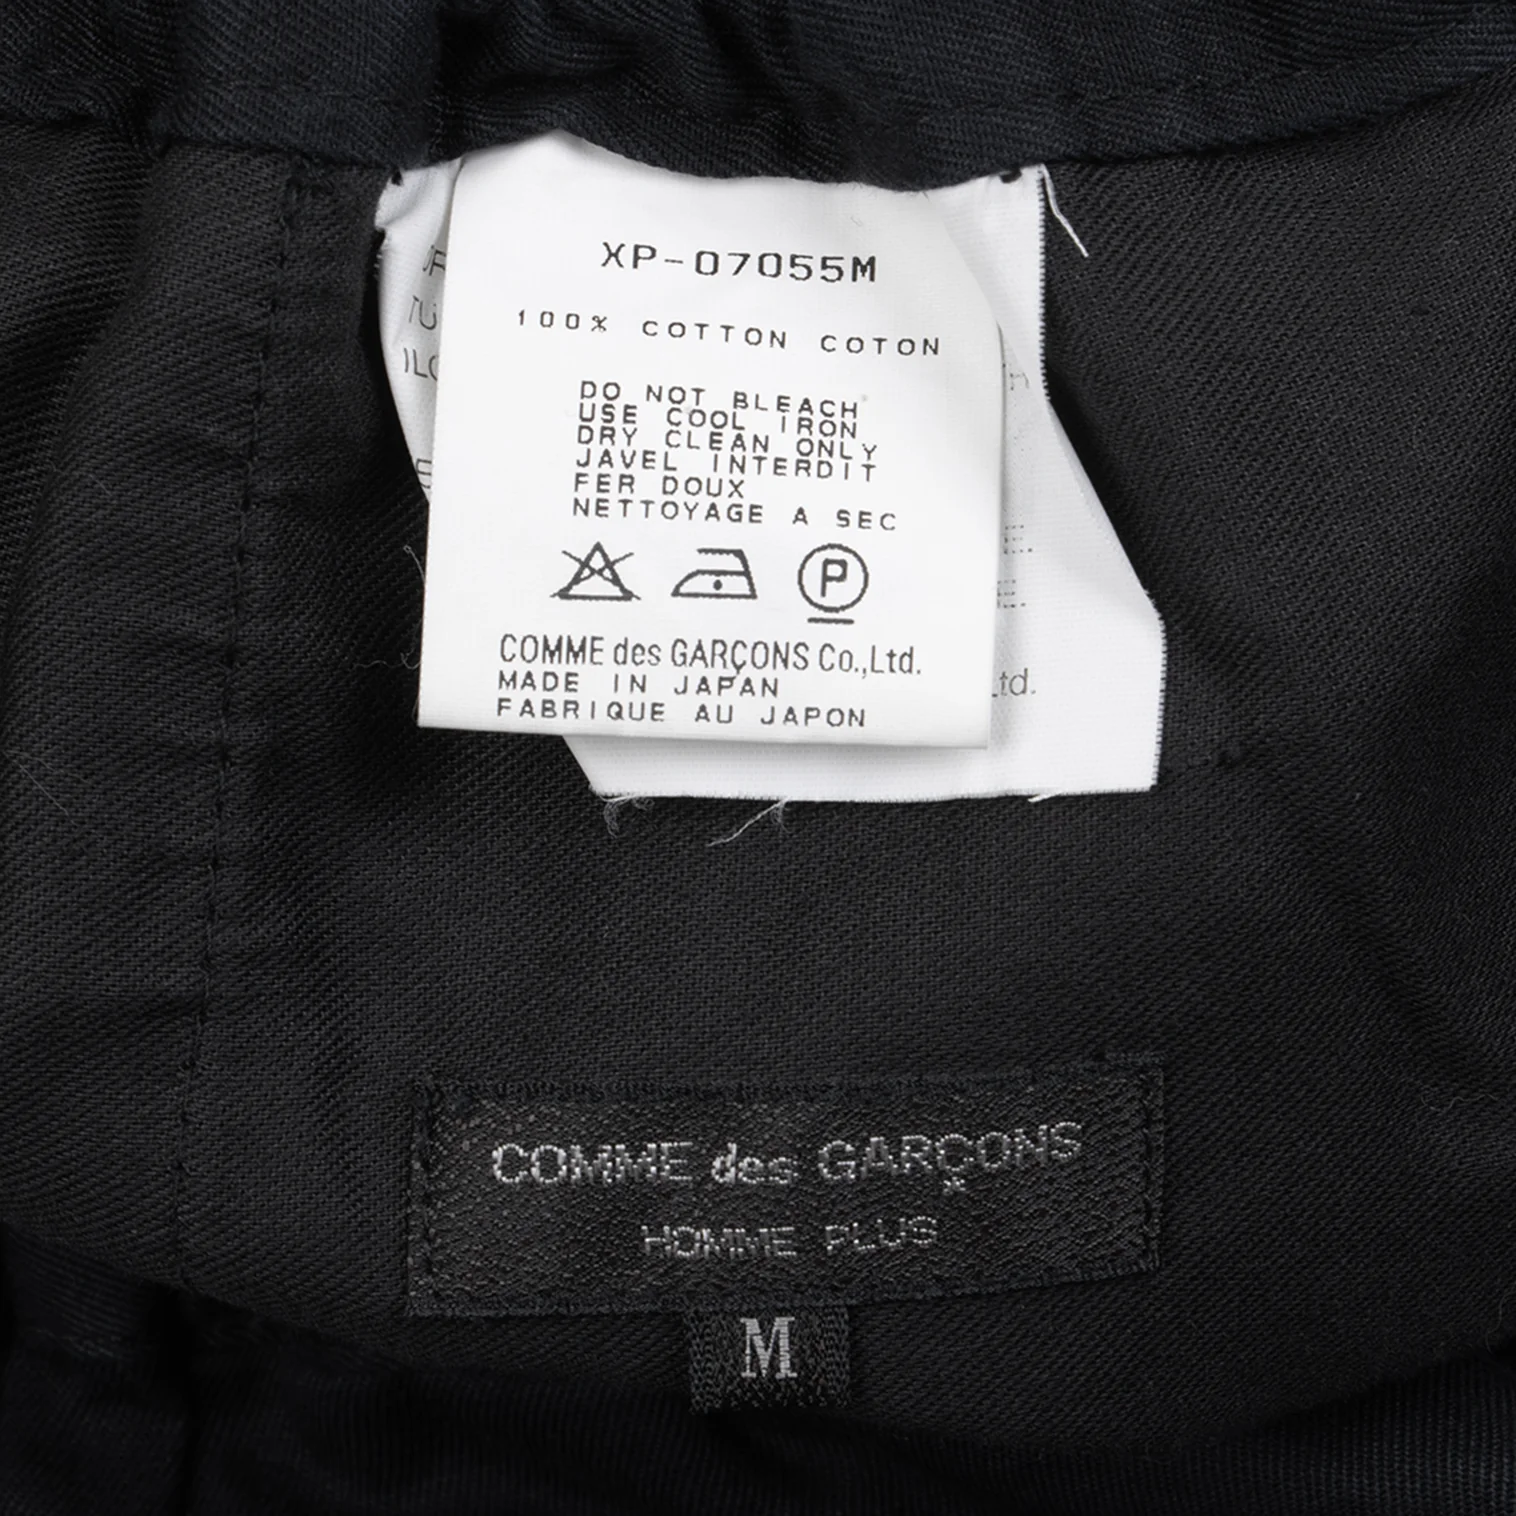 XP-07055M
100% COTTON COTON
DO NOT BLEACH
USE COOL IRON
DRY CLEAN ONLY
JAVEL INTERDIT
FER DOUX
NETTOYAGE A SEC
P
COMME des GARÇONS Co.,Ltd.
MADE IN JAPAN
FABRIQUE AU JAPON
Ltd.
COMME des GARÇONS
HOMME PLUS
M